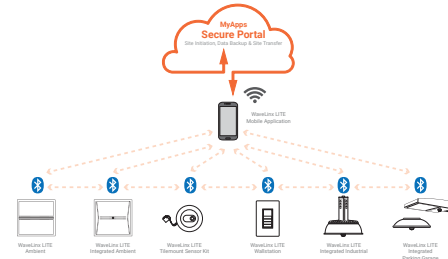 MyApps
Secure Portal
Site Initiation, Data Backup & Site Transfer
WaveLinx LITE
Mobile Application
WaveLinx LITE
Ambient
WaveLinx LITE
Integrated Ambient
WaveLinx LITE
Tilemount Sensor Kit
WaveLinx LITE
Wallstation
WaveLinx LITE
Integrated Industrial
WaveLinx LITE
Integrated